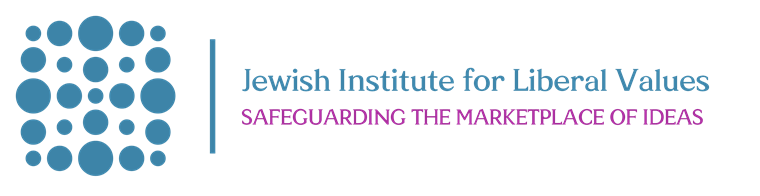 Jewish Institute for Liberal Values
SAFEGUARDING THE MARKETPLACE OF IDEAS